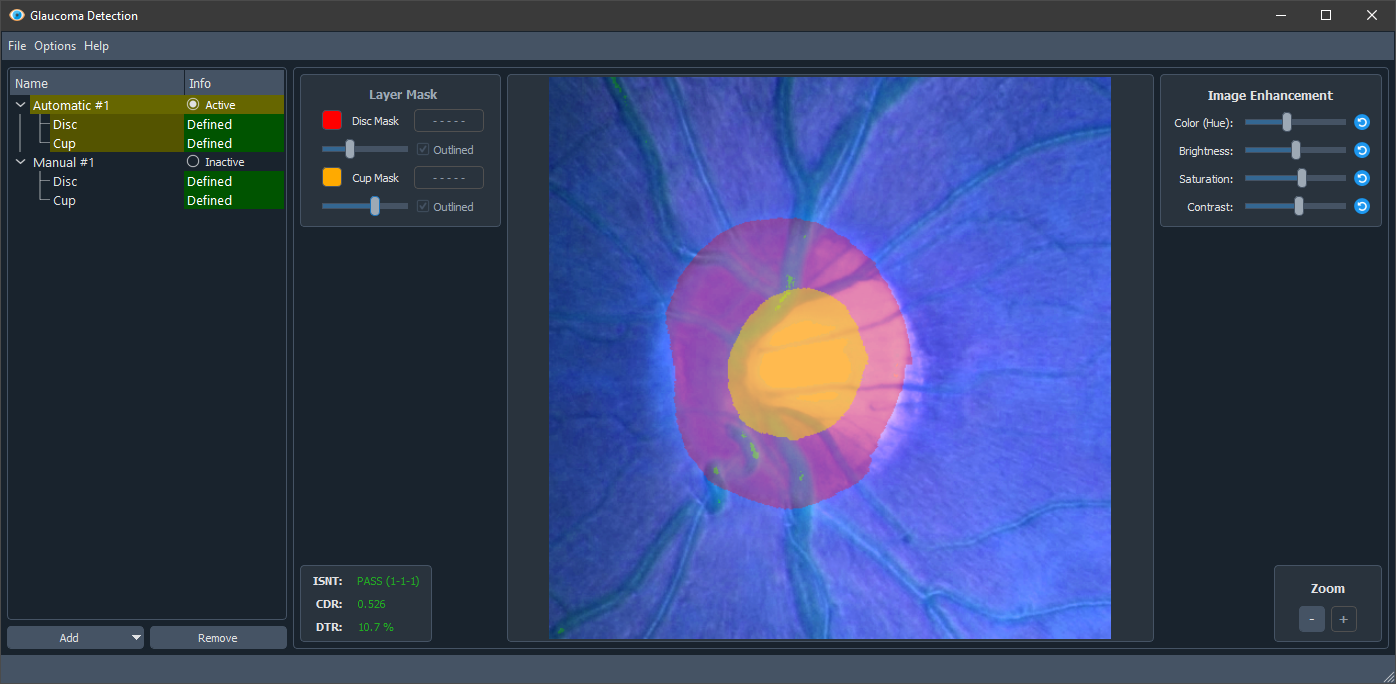 Glaucoma Detection
File Options Help
Name Info
Automatic #1 Active
Disc Defined
Cup Defined
Manual #1 Inactive
Disc Defined
Cup Defined
Add Remove
Layer Mask
Disc Mask - - - - -
Outlined
Cup Mask - - - - -
Outlined
ISNT: PASS (1-1-1)
CDR: 0.526
DTR: 10.7 %
Image Enhancement
Color (Hue):
Brightness:
Saturation:
Contrast:
Zoom
- +